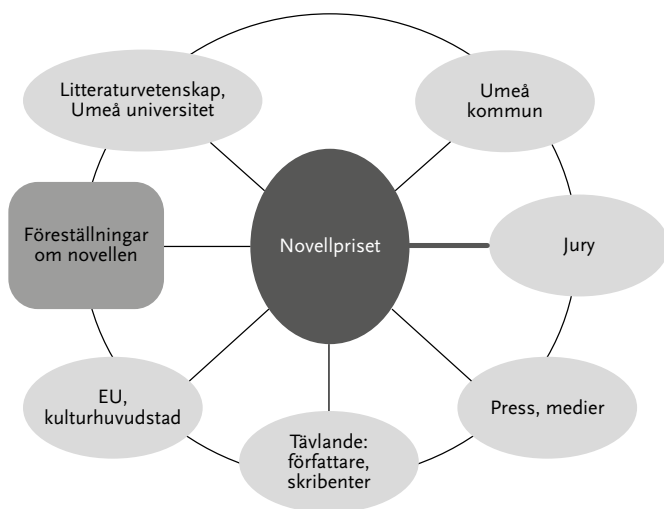 Litteraturvetenskap,
Umeå universitet
Umeå
kommun
Föreställningar
om novellen
Novellpriset
Jury
EU,
kulturhuvudstad
Press, medier
Tävlande:
författare,
skribenter